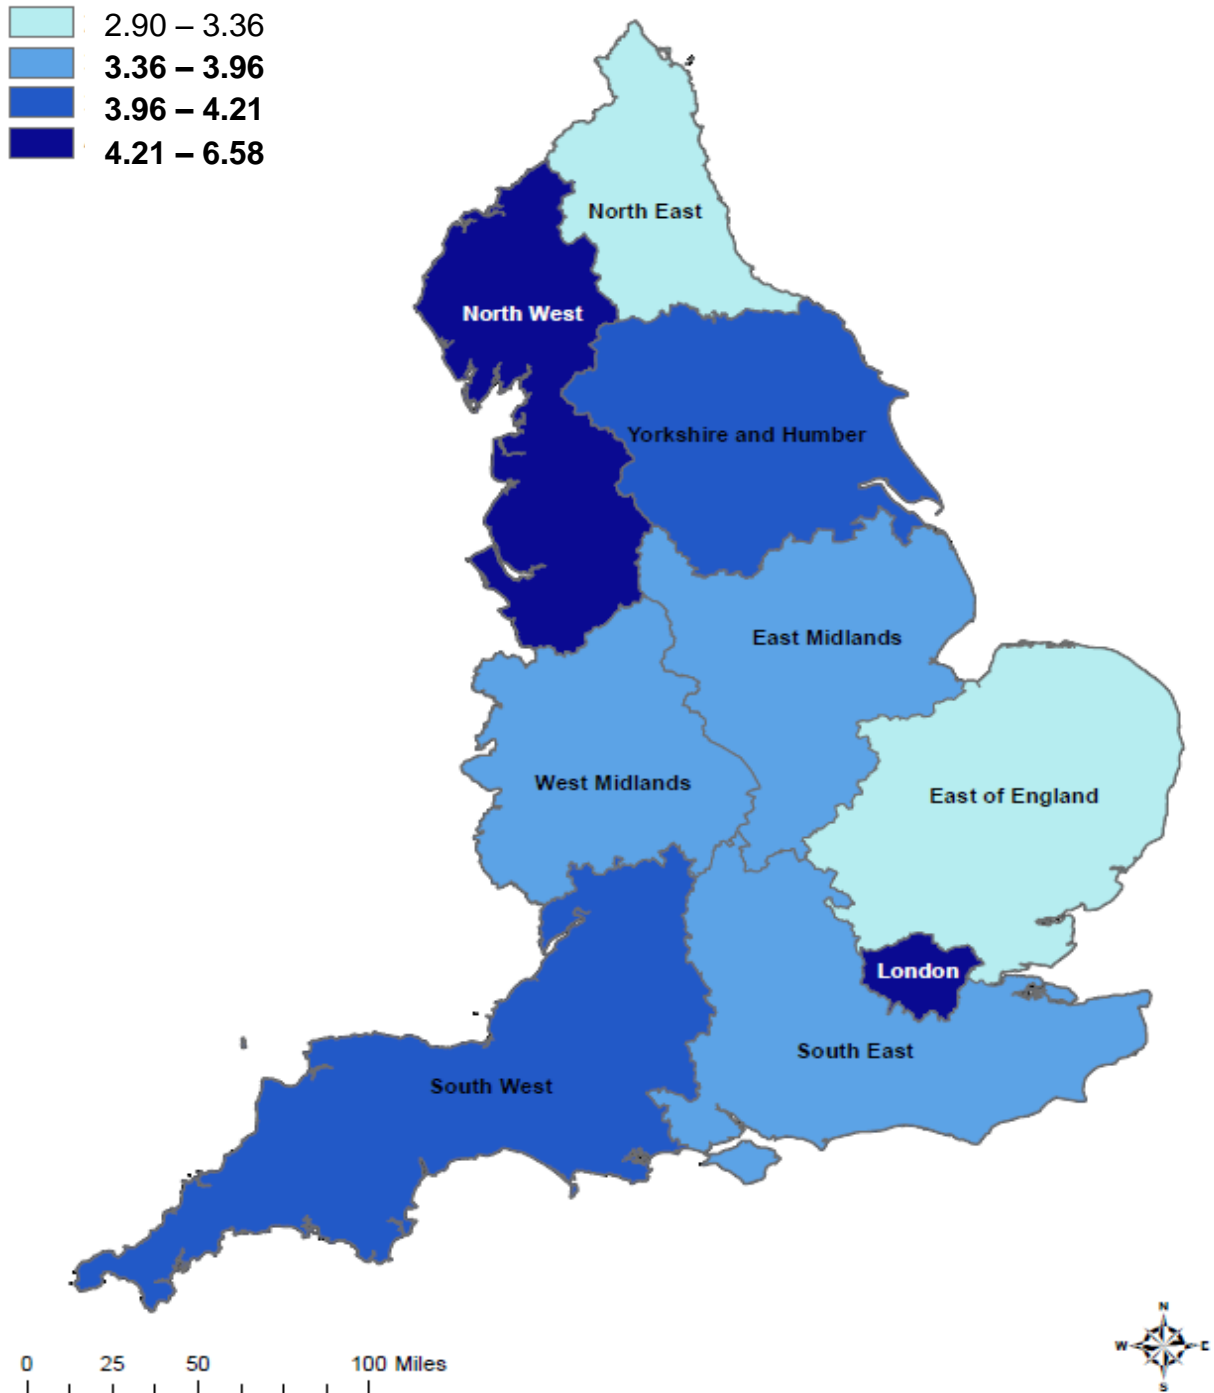 2.90 – 3.36
3.36 – 3.96
3.96 – 4.21
4.21 – 6.58
North East
North West
Yorkshire and Humber
East Midlands
West Midlands
East of England
London
South East
South West
0 25 50 100 Miles
N
W E
S